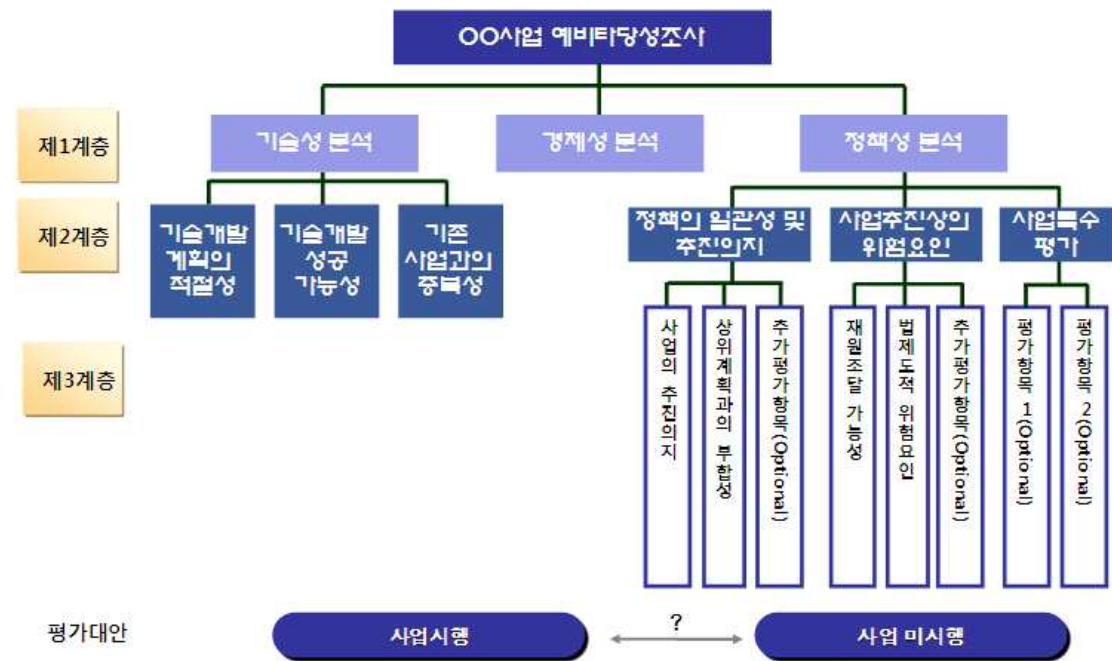 OO사업 예비타당성조사
제1계층
기술성 분석
경제성 분석
정책성 분석
제2계층
기술개발
계획의
적절성
기술개발
성공
가능성
기존
사업과의
중복성
정책의 일관성 및
추진의지
사업추진상의
위험요인
사업특수
평가
제3계층
사업의 추진의지
상위계획과의 부합성
추가평가항목(Optional)
재원조달 가능성
법제도적 위험요인
추가평가항목(Optional)
평가항목 1(Optional)
평가항목 2(Optional)
평가대안
사업시행
?
사업 미시행